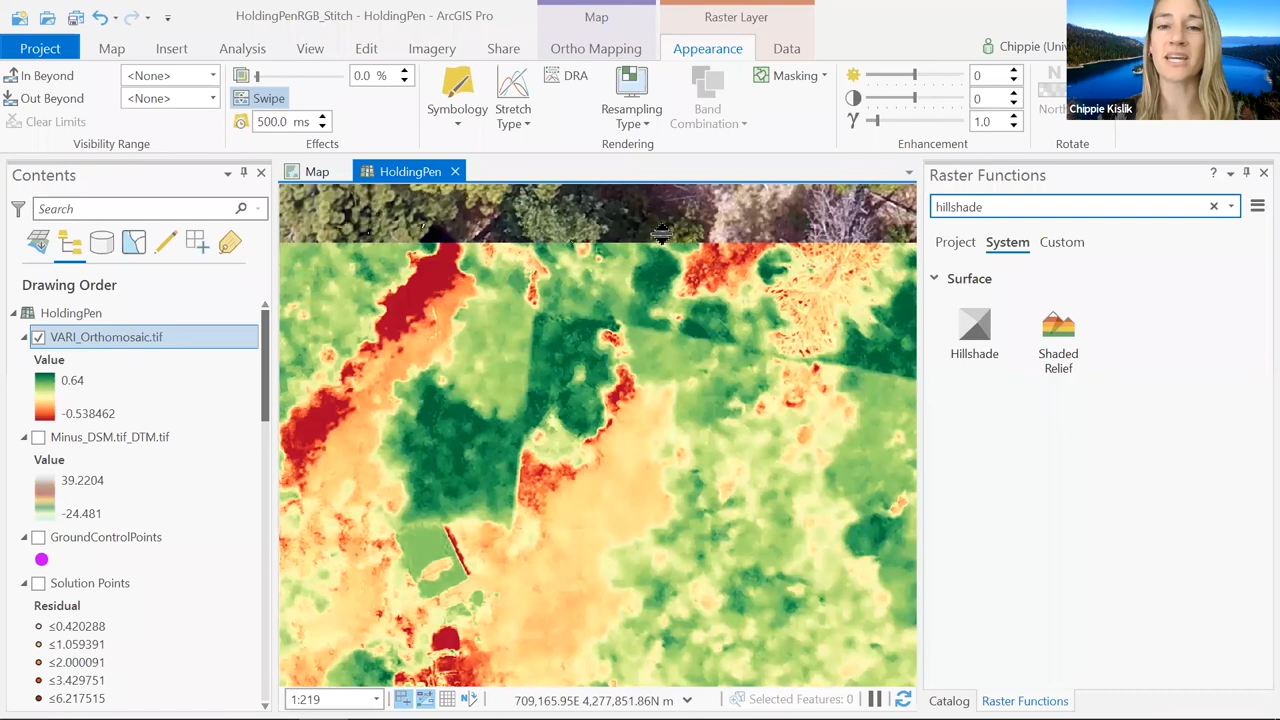 HoldingPenRGB_Stitch - HoldingPen - ArcGIS Pro
Map
Raster Layer
Project
Map
Insert
Analysis
View
Edit
Imagery
Share
Ortho Mapping
Appearance
Data
Chippie (Univ
Chippie Kislik
In Beyond
<None>
Out Beyond
<None>
Clear Limits
Visibility Range
0.0 %
Swipe
500.0 ms
Effects
Symbology
Stretch
Type
DRA
Resampling
Type
Band
Combination
Masking
Rendering
0
0
1.0
Enhancement
North
Rotate
Contents
Search
Drawing Order
HoldingPen
VARI_Orthomosaic.tif
Value
0.64
-0.538462
Minus_DSM.tif_DTM.tif
Value
39.2204
-24.481
GroundControlPoints
Solution Points
Residual
≤0.420288
≤1.059391
≤2.000091
≤3.429751
≤6.217515
Map
HoldingPen
1:219
709,165.95E 4,277,851.86N m
Selected Features: 0
Raster Functions
?
hillshade
Project
System
Custom
Surface
Hillshade
Shaded
Relief
Catalog
Raster Functions